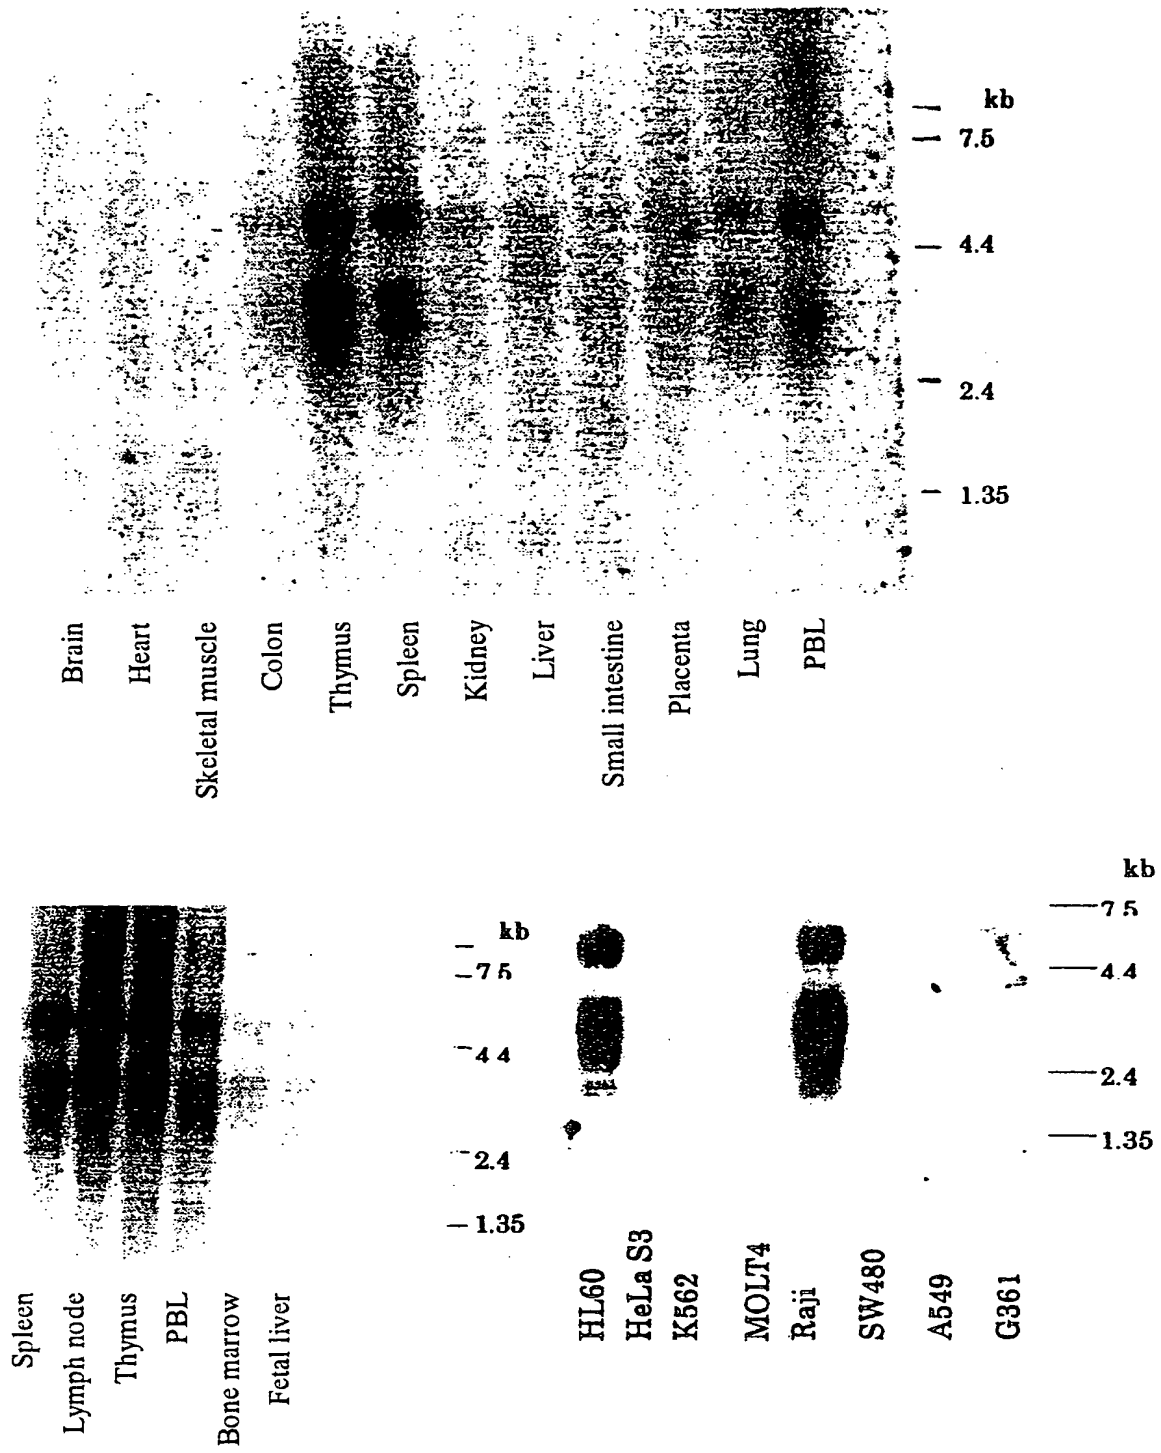 kb
7.5
4.4
2.4
1.35
Brain
Heart
Skeletal muscle
Colon
Thymus
Spleen
Kidney
Liver
Small intestine
Placenta
Lung
PBL
kb
7 5
4 4
2.4
1.35
kb
7 5
4.4
2.4
1.35
Spleen
Lymph node
Thymus
PBL
Bone marrow
Fetal liver
HL60
HeLa S3
K562
MOLT4
Raji
SW480
A549
G361